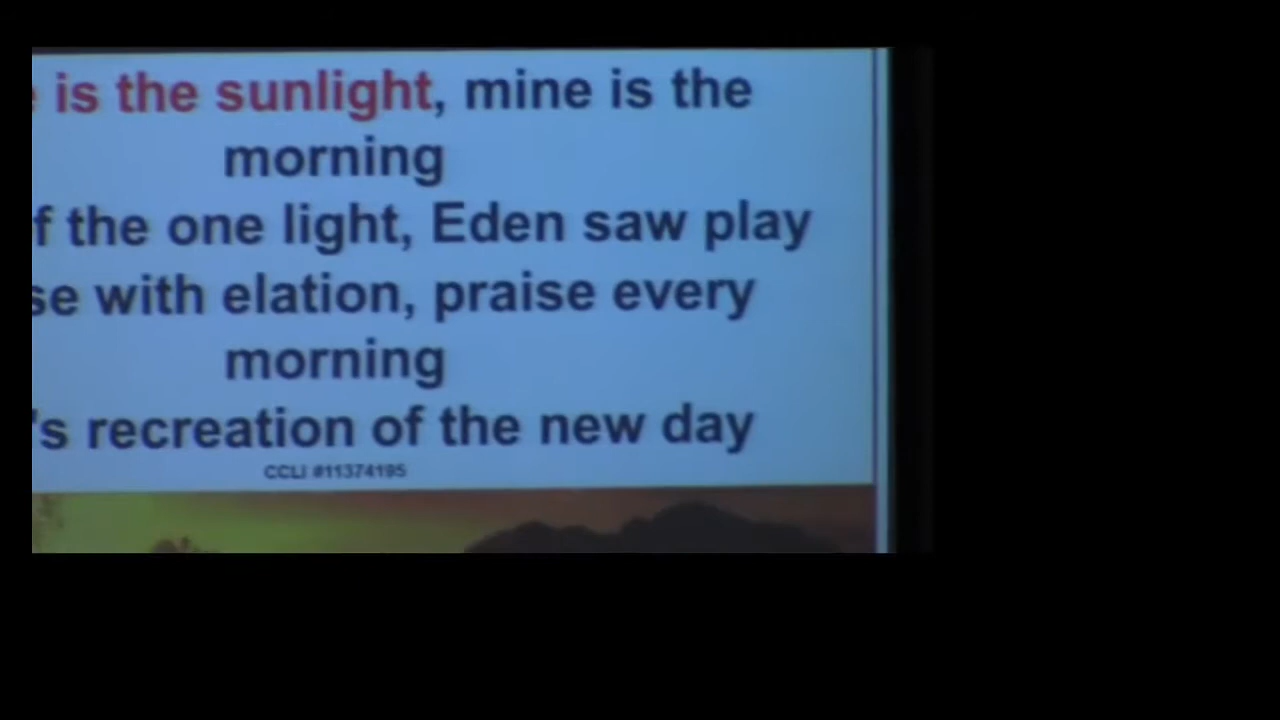 is the sunlight, mine is the
morning
f the one light, Eden saw play
se with elation, praise every
morning
's recreation of the new day
CCLI #11374195